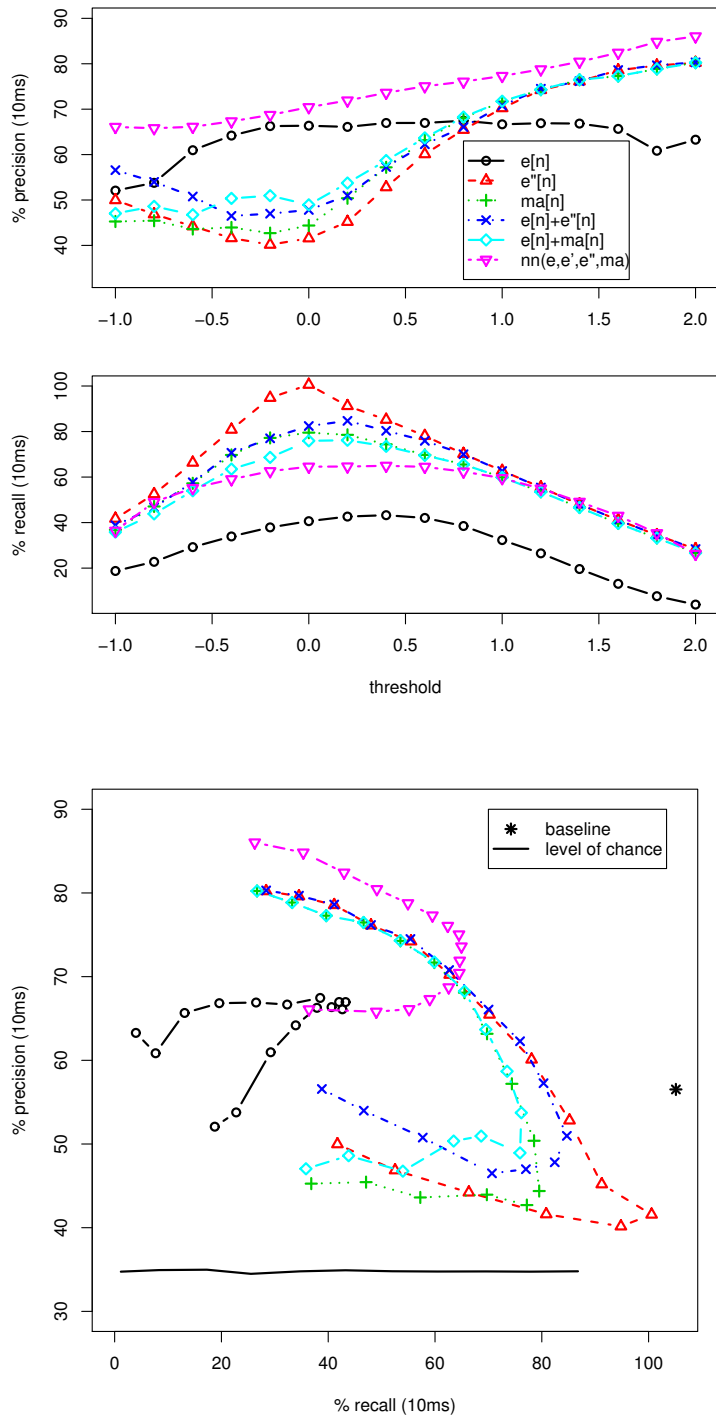 % precision (10ms)
90
80
70
60
50
40
30
e[n]
e"[n]
ma[n]
e[n]+e"[n]
e[n]+ma[n]
nn(e,e',e",ma)
−1.0 −0.5 0.0 0.5 1.0 1.5 2.0
% recall (10ms)
100
80
60
40
20
−1.0 −0.5 0.0 0.5 1.0 1.5 2.0
threshold
% precision (10ms)
90
80
70
60
50
40
30
baseline
level of chance
0 20 40 60 80 100
% recall (10ms)